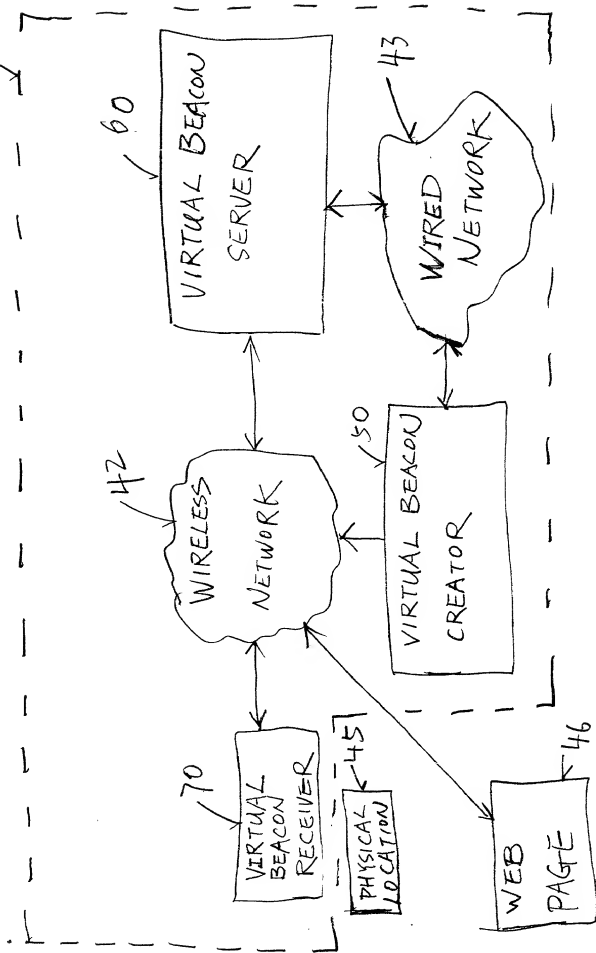 60
VIRTUAL BEACON
SERVER
43
WIRED
NETWORK
42
WIRELESS
NETWORK
50
VIRTUAL BEACON
CREATOR
70
VIRTUAL
BEACON
RECEIVER
45
PHYSICAL
LOCATION
46
WEB
PAGE